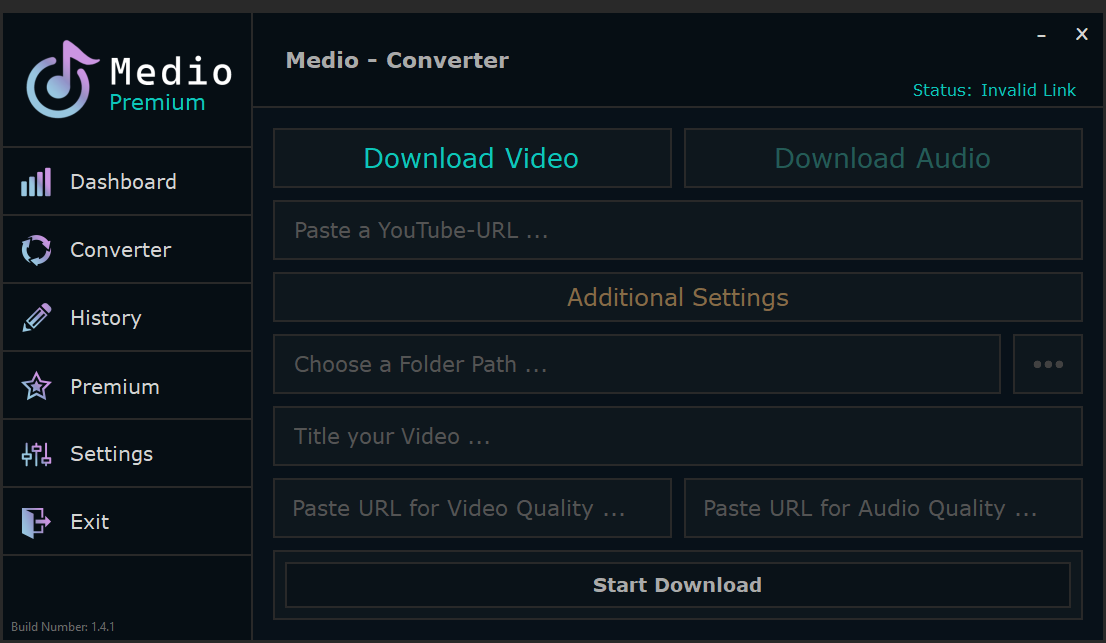 Medio
Premium
Dashboard
Converter
History
Premium
Settings
Exit
Build Number: 1.4.1
– X
Medio - Converter
Status: Invalid Link
Download Video Download Audio
Paste a YouTube-URL ...
Additional Settings
Choose a Folder Path ...
Title your Video ...
Paste URL for Video Quality ... Paste URL for Audio Quality ...
Start Download